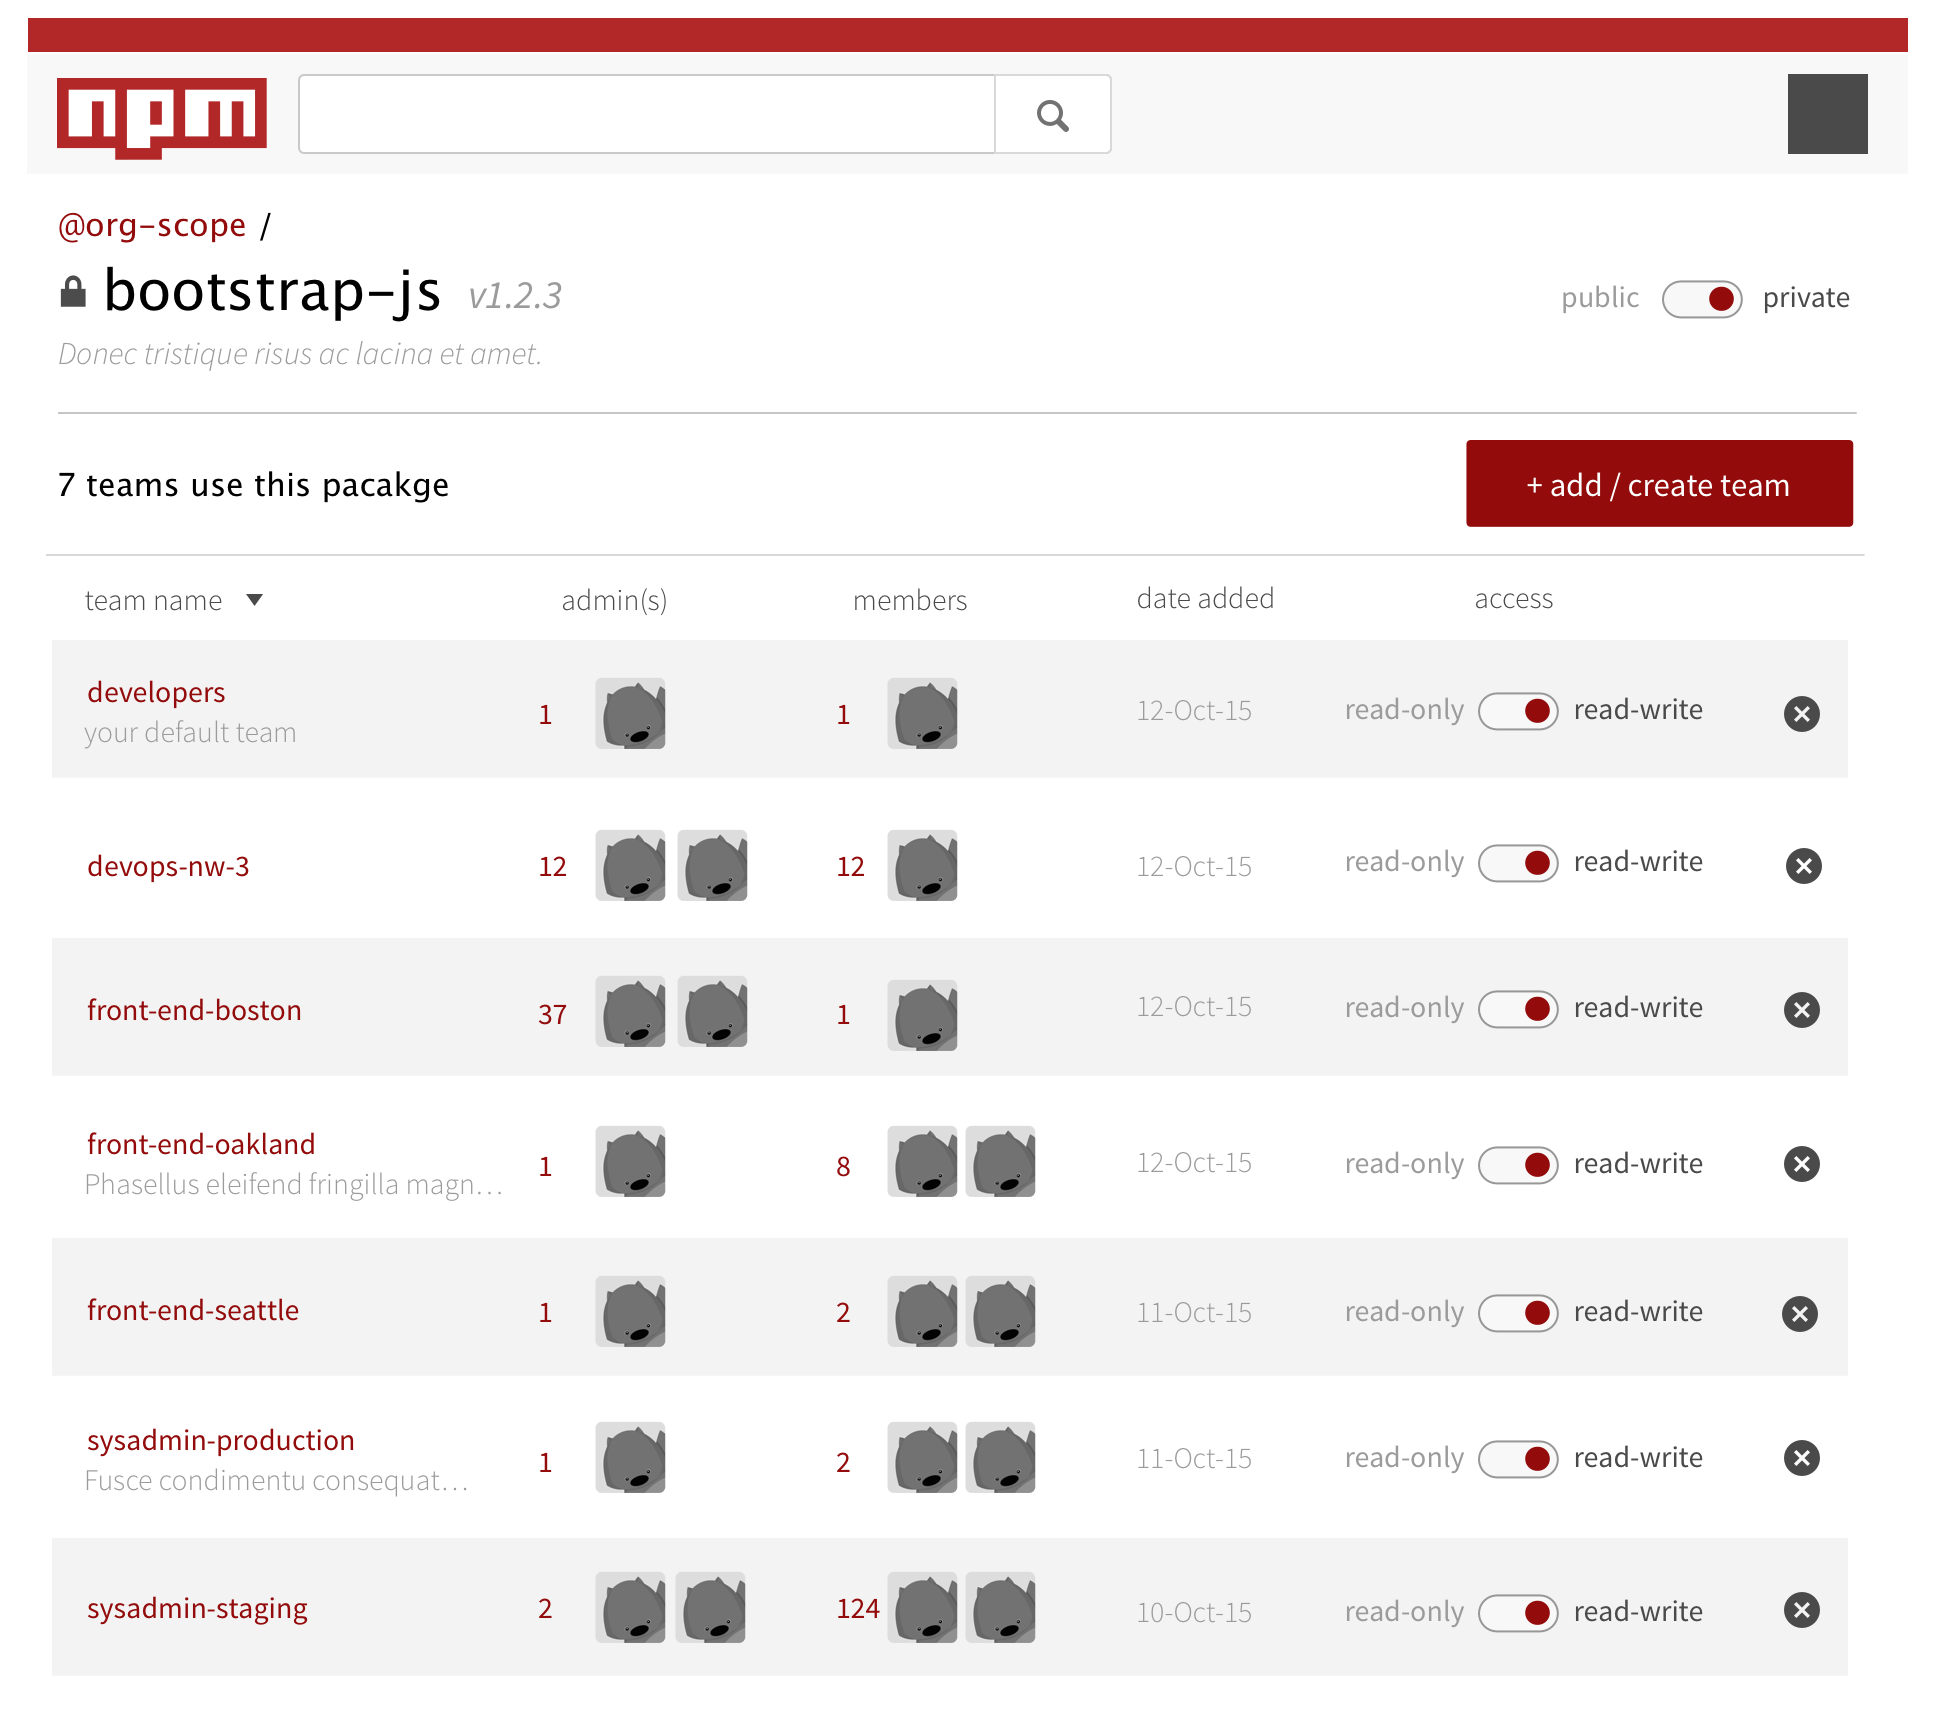 npm
@org-scope /
bootstrap-js v1.2.3
public private
Donec tristique risus ac lacina et amet.
7 teams use this pacakge
+ add / create team
team name admin(s) members date added access
developers
your default team
1 1 12-Oct-15 read-only read-write
devops-nw-3 12 12 12-Oct-15 read-only read-write
front-end-boston 37 1 12-Oct-15 read-only read-write
front-end-oakland
Phasellus eleifend fringilla magn...
1 8 12-Oct-15 read-only read-write
front-end-seattle 1 2 11-Oct-15 read-only read-write
sysadmin-production
Fusce condimentu consequat...
1 2 11-Oct-15 read-only read-write
sysadmin-staging 2 124 10-Oct-15 read-only read-write